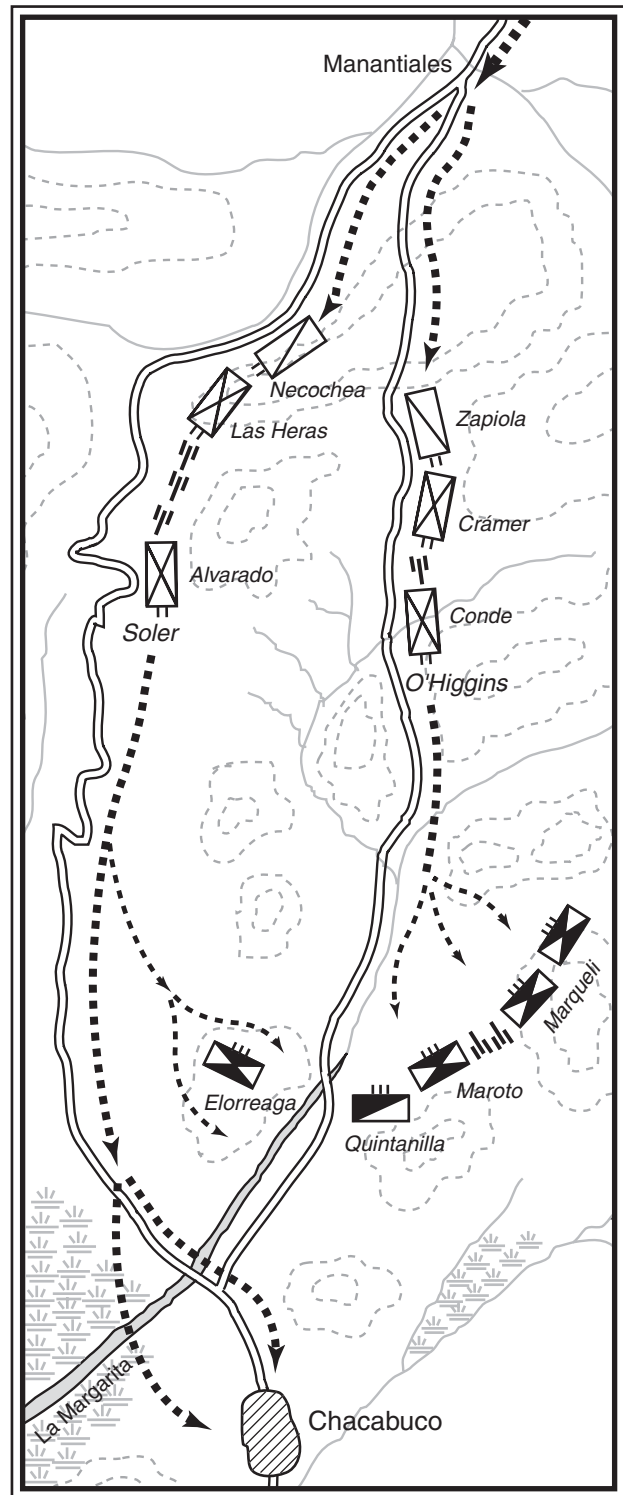 Manantiales
Necochea
Las Heras
Zapiola
Crámer
Alvarado
Conde
Soler
O'Higgins
Marqueli
Elorreaga
Maroto
Quintanilla
La Margarita
Chacabuco